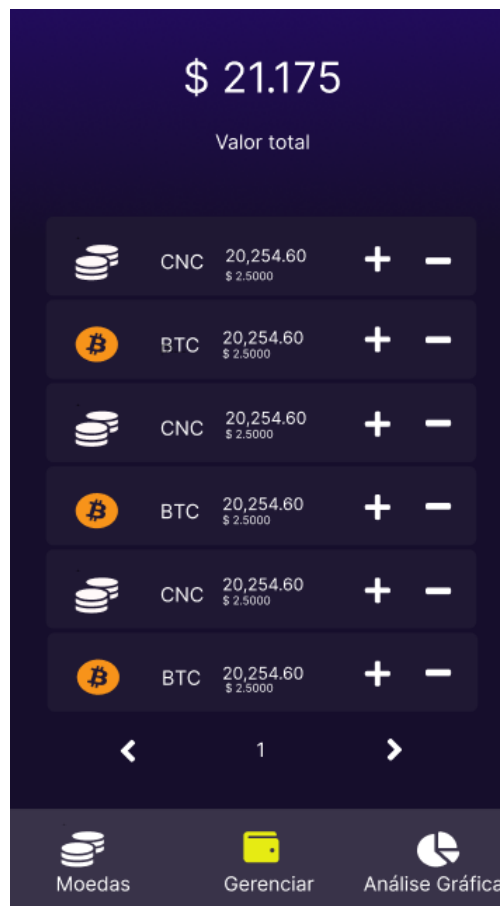 $ 21.175
Valor total
CNC 20,254.60
$ 2.5000
BTC 20,254.60
$ 2.5000
CNC 20,254.60
$ 2.5000
BTC 20,254.60
$ 2.5000
CNC 20,254.60
$ 2.5000
BTC 20,254.60
$ 2.5000
1
Moedas Gerenciar Análise Gráfica